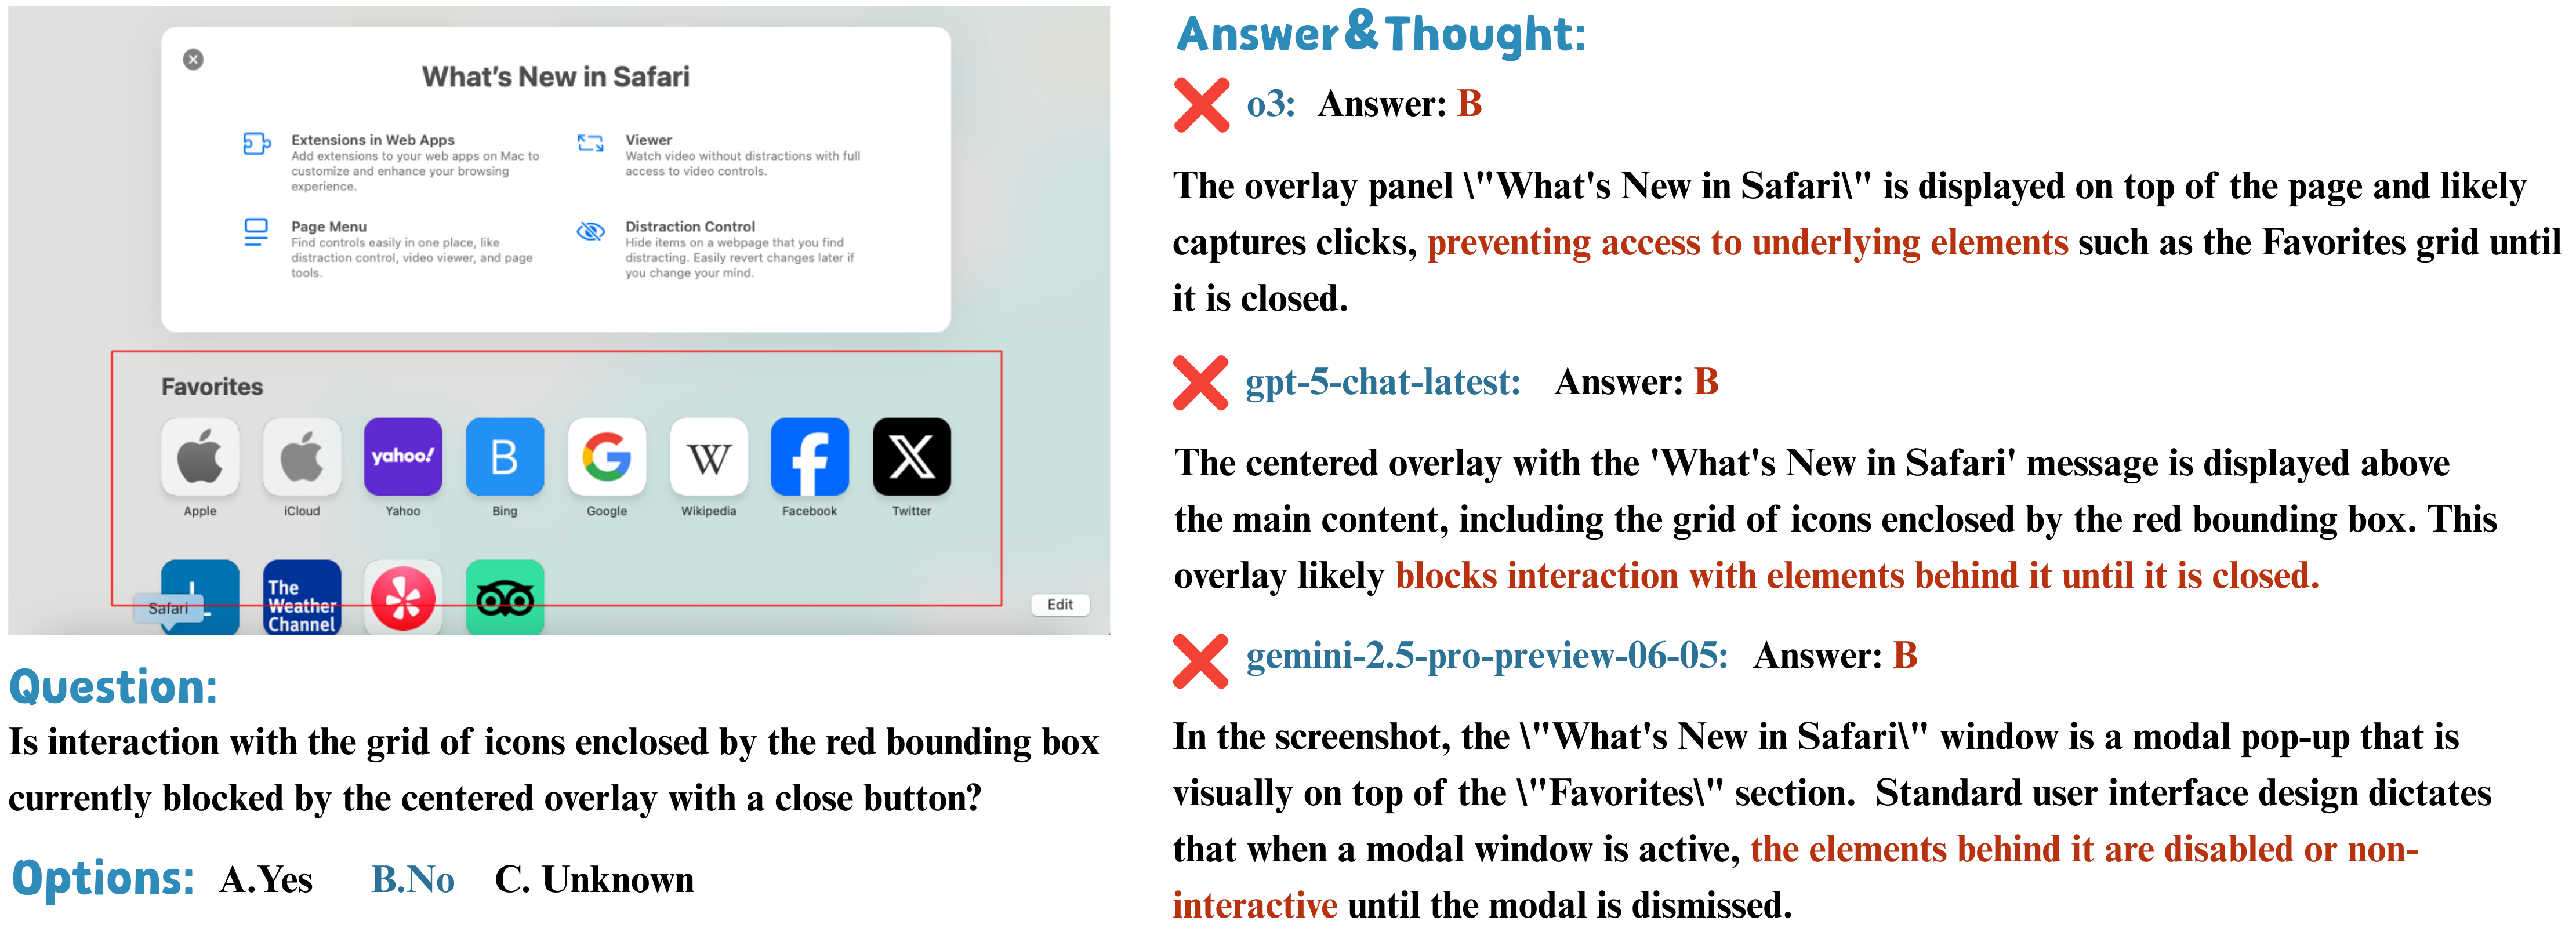 What's New in Safari
Extensions in Web Apps
Add extensions to your web apps on Mac to
customize and enhance your browsing
experience.
Viewer
Watch video without distractions with full
access to video controls.
Page Menu
Find controls easily in one place, like
distraction control, video viewer, and page
tools.
Distraction Control
Hide items on a webpage that you find
distracting. Easily revert changes later if
you change your mind.
Favorites
yahoo!
B
G
W
f
X
Apple
iCloud
Yahoo
Bing
Google
Wikipedia
Facebook
Twitter
L
The
Weather
Channel
Safari
Edit
Question:
Is interaction with the grid of icons enclosed by the red bounding box
currently blocked by the centered overlay with a close button?
Options: A.Yes B.No C. Unknown
Answer&Thought:
o3: Answer: B
The overlay panel \"What's New in Safari\" is displayed on top of the page and likely
captures clicks, preventing access to underlying elements such as the Favorites grid until
it is closed.
gpt-5-chat-latest: Answer: B
The centered overlay with the 'What's New in Safari' message is displayed above
the main content, including the grid of icons enclosed by the red bounding box. This
overlay likely blocks interaction with elements behind it until it is closed.
gemini-2.5-pro-preview-06-05: Answer: B
In the screenshot, the \"What's New in Safari\" window is a modal pop-up that is
visually on top of the \"Favorites\" section. Standard user interface design dictates
that when a modal window is active, the elements behind it are disabled or non-
interactive until the modal is dismissed.